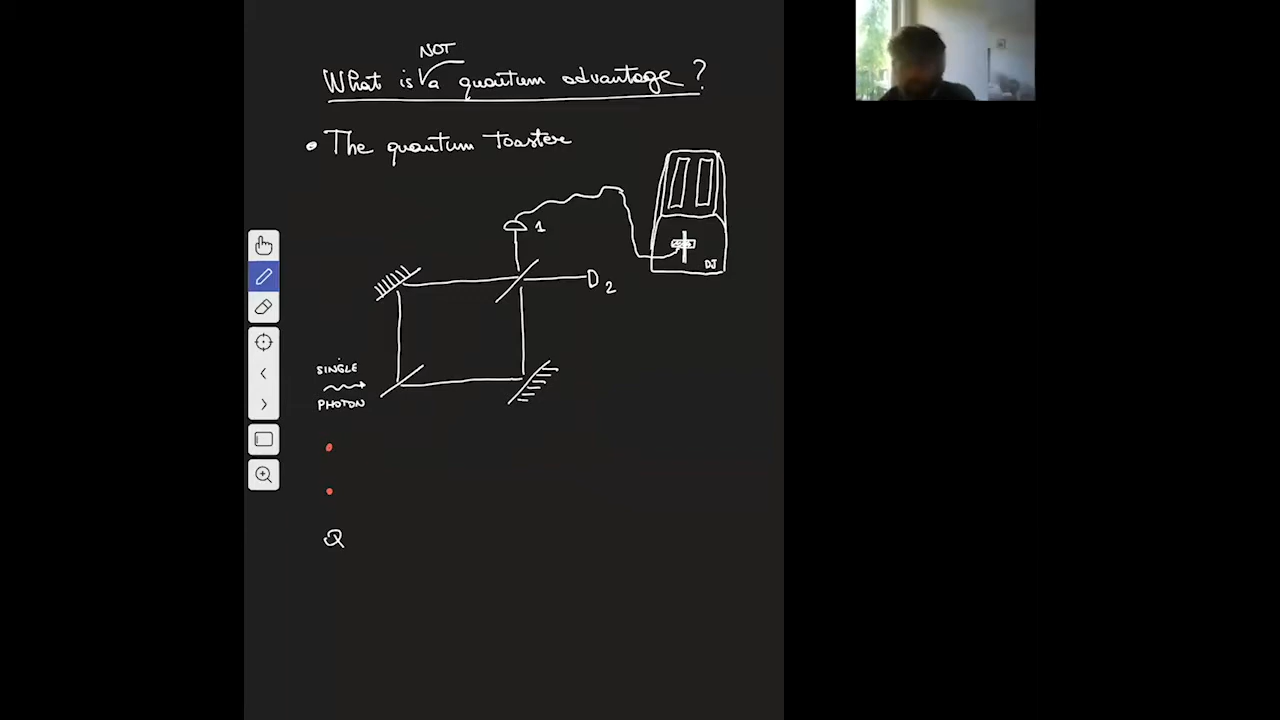 NOT
What is a quantum advantage?
• The quantum toaster
1
DJ
2
SINGLE
PHOTON
Q